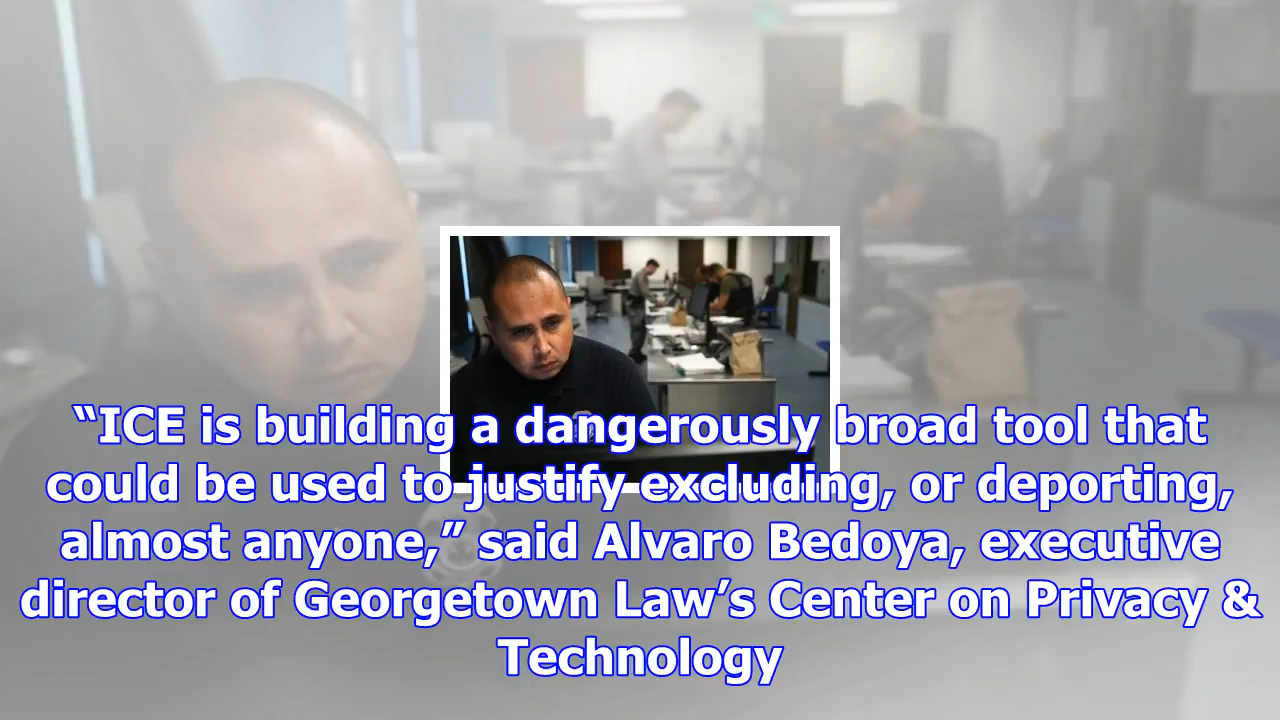 “ICE is building a dangerously broad tool that
could be used to justify excluding, or deporting,
almost anyone,” said Alvaro Bedoya, executive
director of Georgetown Law’s Center on Privacy &
Technology